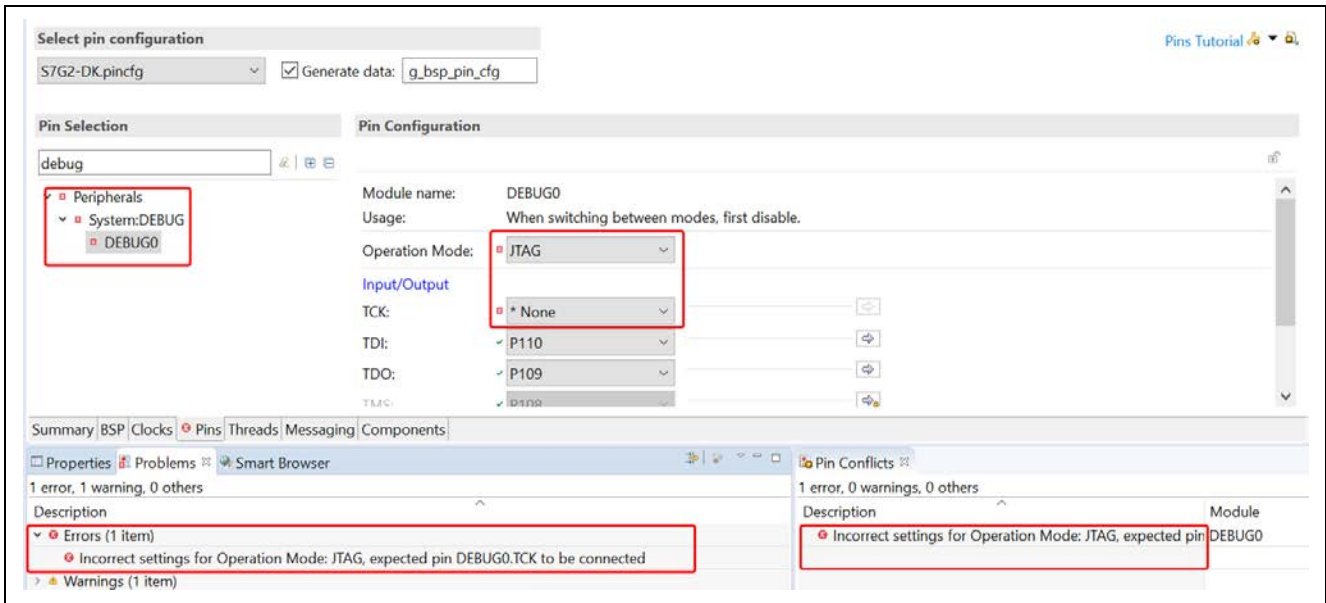 Select pin configuration
Pins Tutorial
S7G2-DK.pincfg
Generate data: g_bsp_pin_cfg
Pin Selection
Pin Configuration
debug
Peripherals
System:DEBUG
DEBUG0
Module name: DEBUG0
Usage: When switching between modes, first disable.
Operation Mode: JTAG
Input/Output
TCK: * None
TDI: P110
TDO: P109
TMS: P108
Summary BSP Clocks Pins Threads Messaging Components
Properties Problems Smart Browser
1 error, 1 warning, 0 others
Description
Errors (1 item)
Incorrect settings for Operation Mode: JTAG, expected pin DEBUG0.TCK to be connected
Warnings (1 item)
Pin Conflicts
1 error, 0 warnings, 0 others
Description Module
Incorrect settings for Operation Mode: JTAG, expected pin DEBUG0